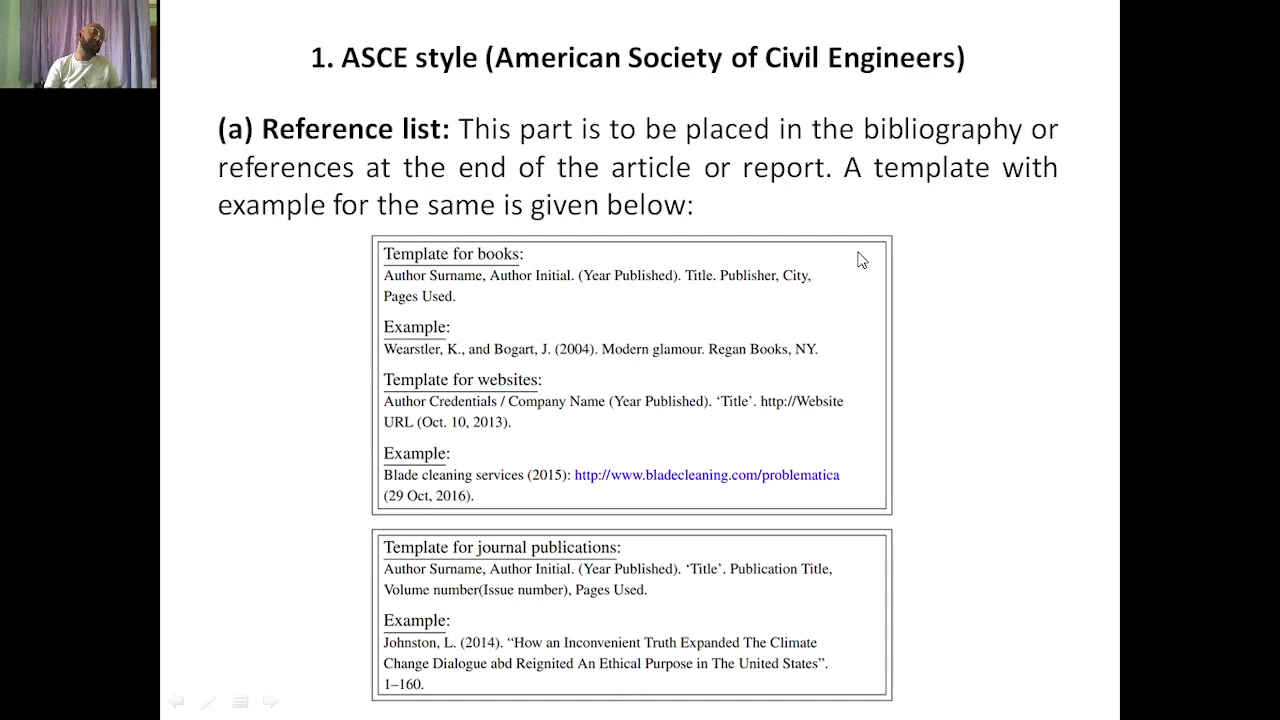 1. ASCE style (American Society of Civil Engineers)
(a) Reference list: This part is to be placed in the bibliography or
references at the end of the article or report. A template with
example for the same is given below:
Template for books:
Author Surname, Author Initial. (Year Published). Title. Publisher, City,
Pages Used.
Example:
Wearstler, K., and Bogart, J. (2004). Modern glamour. Regan Books, NY.
Template for websites:
Author Credentials / Company Name (Year Published). ‘Title’. http://Website
URL (Oct. 10, 2013).
Example:
Blade cleaning services (2015): http://www.bladecleaning.com/problematica
(29 Oct, 2016).
Template for journal publications:
Author Surname, Author Initial. (Year Published). ‘Title’. Publication Title,
Volume number(Issue number), Pages Used.
Example:
Johnston, L. (2014). “How an Inconvenient Truth Expanded The Climate
Change Dialogue abd Reignited An Ethical Purpose in The United States”.
1–160.